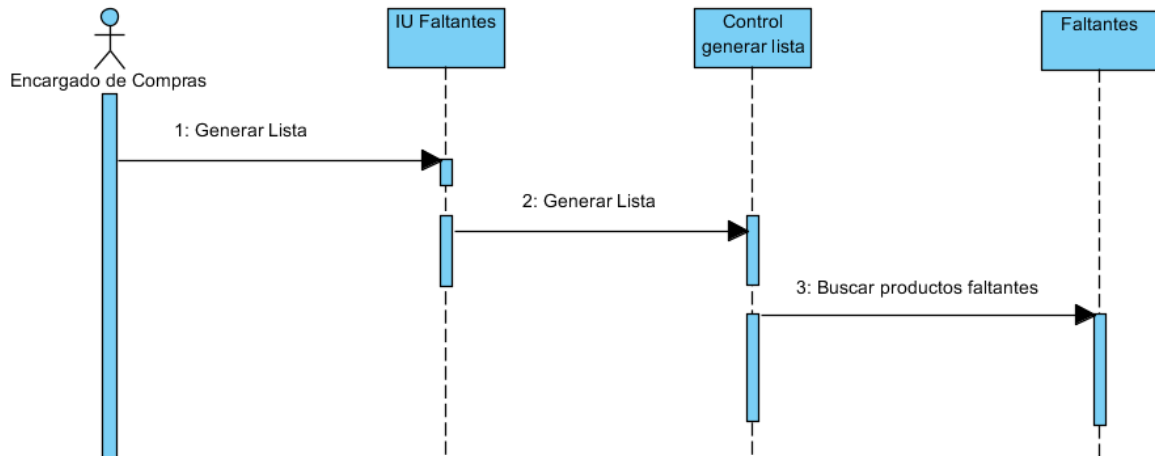 IU Faltantes
Control
generar lista
Faltantes
Encargado de Compras
1: Generar Lista
2: Generar Lista
3: Buscar productos faltantes